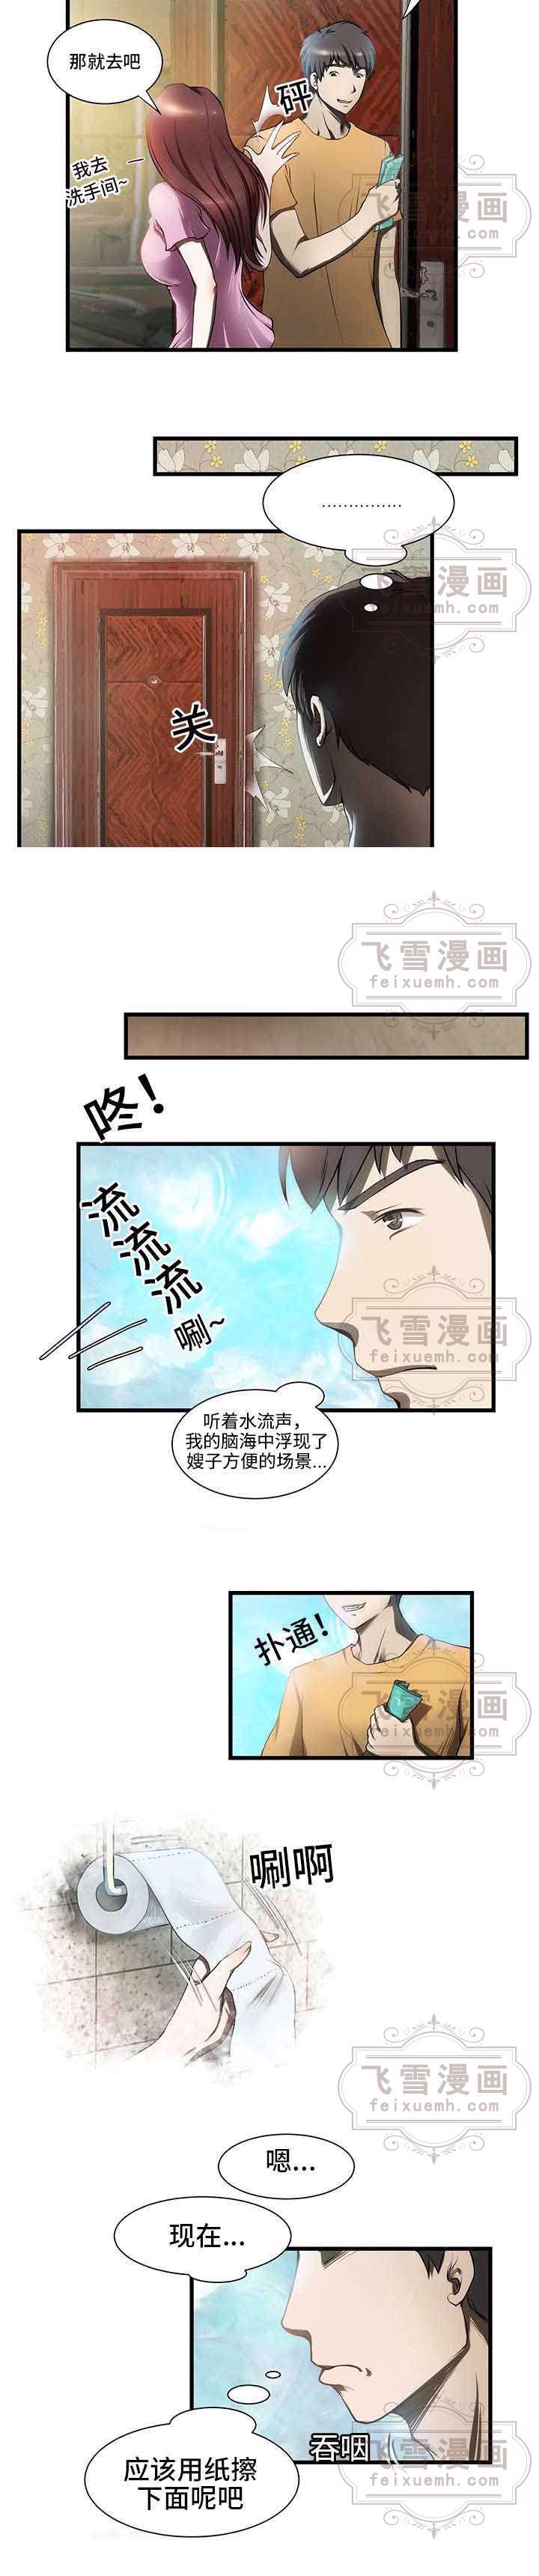 那就去吧
砰
我去
洗手间~
飞雪漫画
feixuemh.com
...............
飞雪漫画
feixuemh.com
关
飞雪漫画
feixuemh.com
咚!
流
流
流
唰~
飞雪漫画
feixuemh.com
听着水流声，
我的脑海中浮现了
嫂子方便的场景...
扑通!
飞雪漫画
feixuemh.com
唰啊
飞雪漫画
feixuemh.com
嗯...
现在...
吞咽
应该用纸擦
下面呢吧
飞雪漫画
feixuemh.com